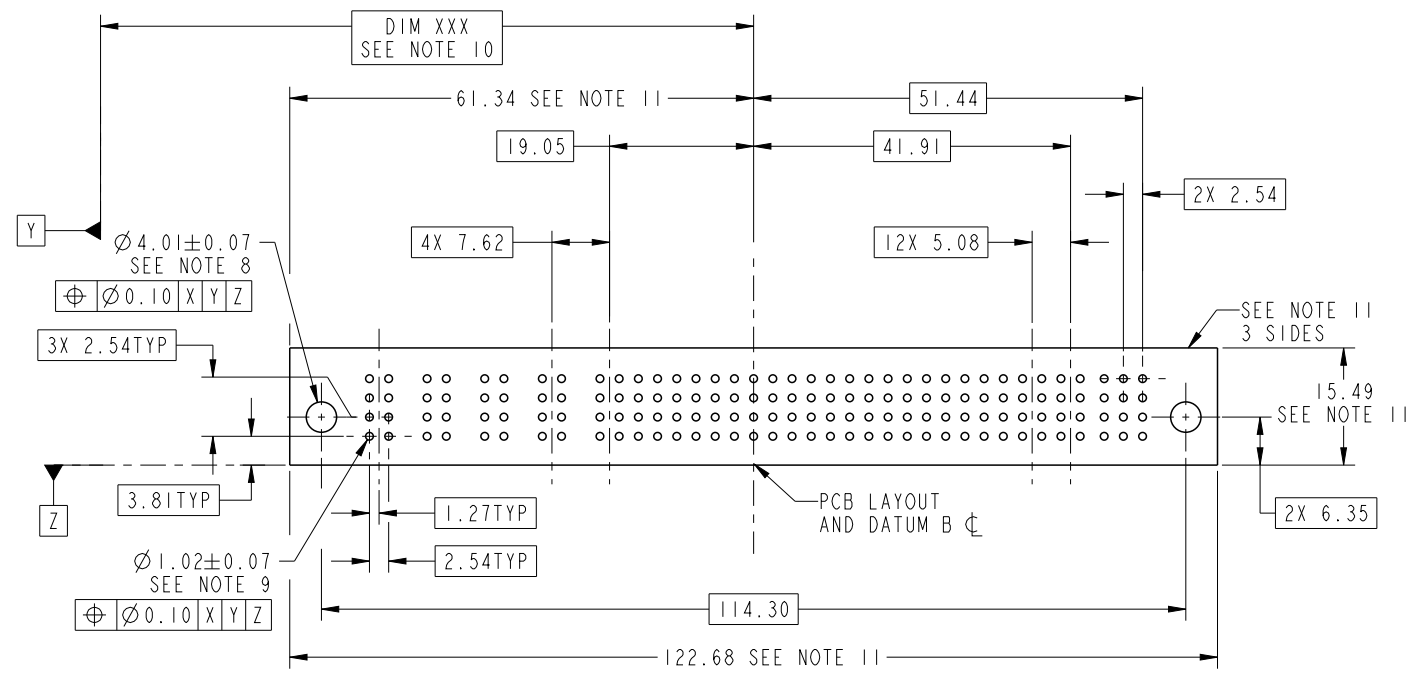 DIM XXX
SEE NOTE 10
61.34 SEE NOTE 11
51.44
19.05
41.91
2X 2.54
Y
Ø4.01±0.07
SEE NOTE 8
4X 7.62
12X 5.08
⌖ Ø0.10 X Y Z
SEE NOTE 11
3 SIDES
3X 2.54TYP
15.49
SEE NOTE 11
3.81TYP
Z
1.27TYP
PCB LAYOUT
AND DATUM B ℄
2X 6.35
Ø1.02±0.07
SEE NOTE 9
2.54TYP
⌖ Ø0.10 X Y Z
114.30
122.68 SEE NOTE 11